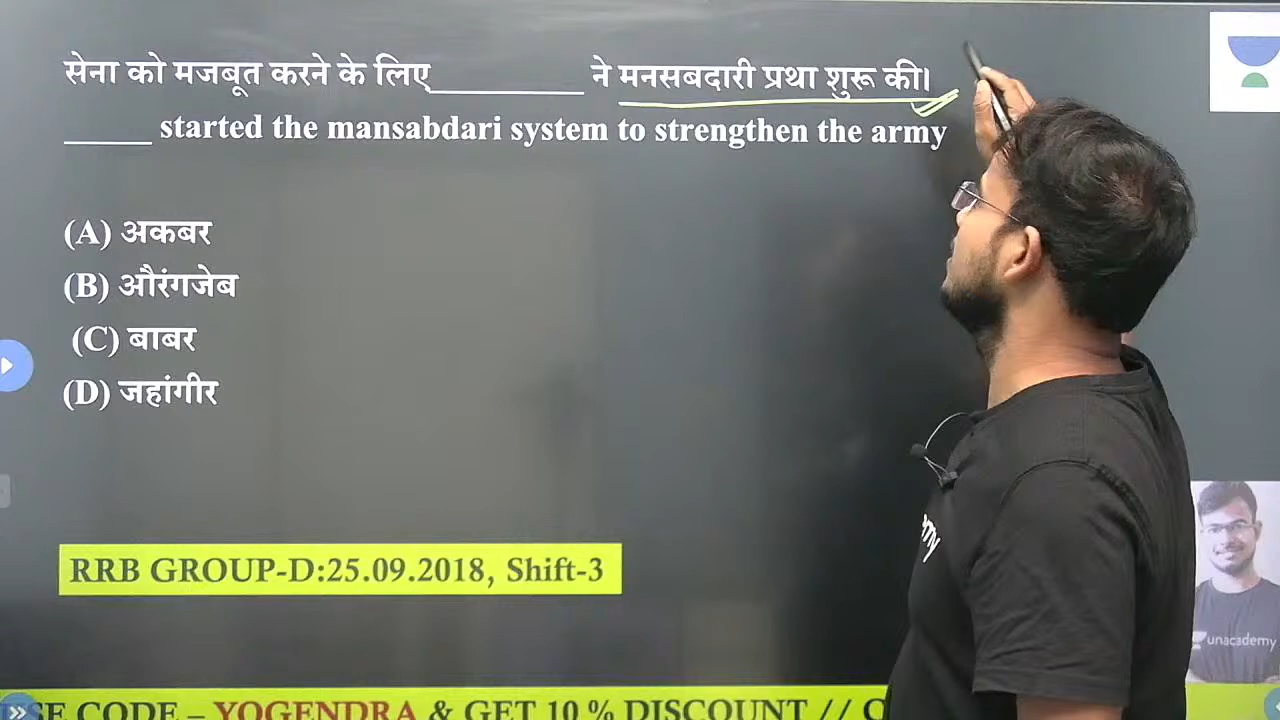 सेना को मजबूत करने के लिए__________ ने मनसबदारी प्रथा शुरू की।
______ started the mansabdari system to strengthen the army
(A) अकबर
(B) औरंगजेब
(C) बाबर
(D) जहांगीर
RRB GROUP-D:25.09.2018, Shift-3
unacademy
CODE – YOGENDRA & GET 10 % DISCOUNT //